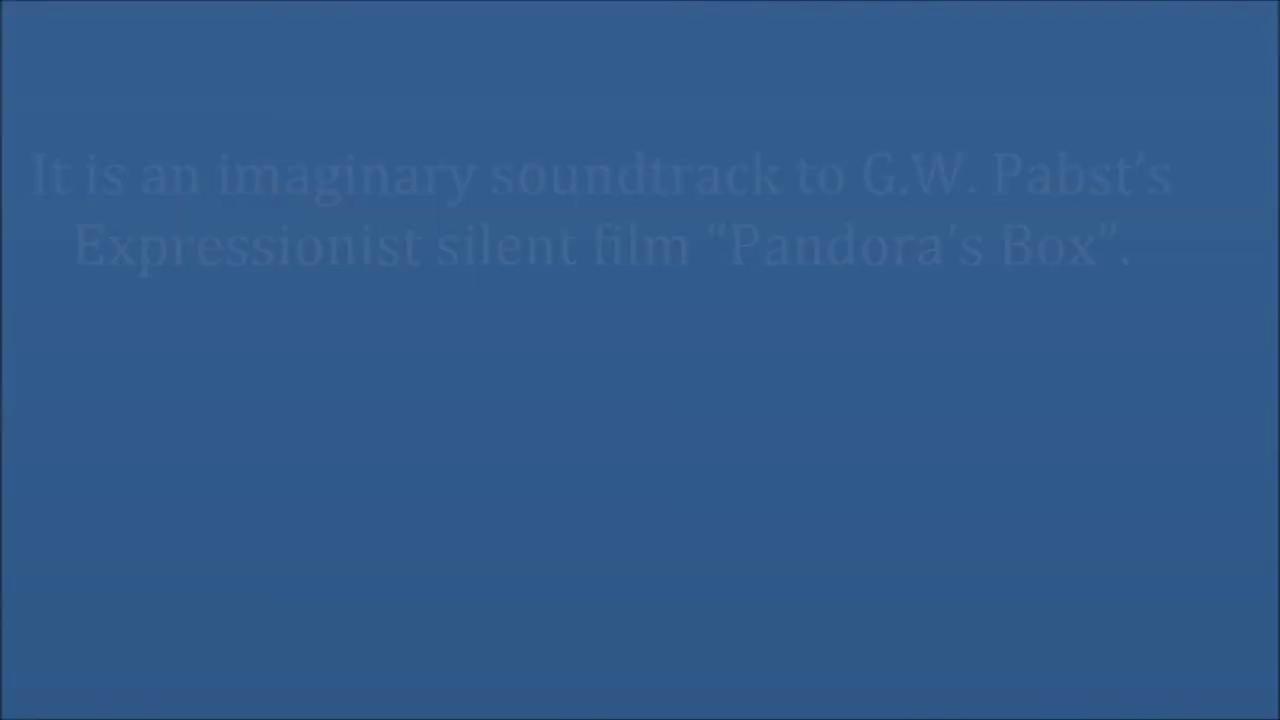 It is an imaginary soundtrack to G.W. Pabst’s
Expressionist silent film “Pandora’s Box”.